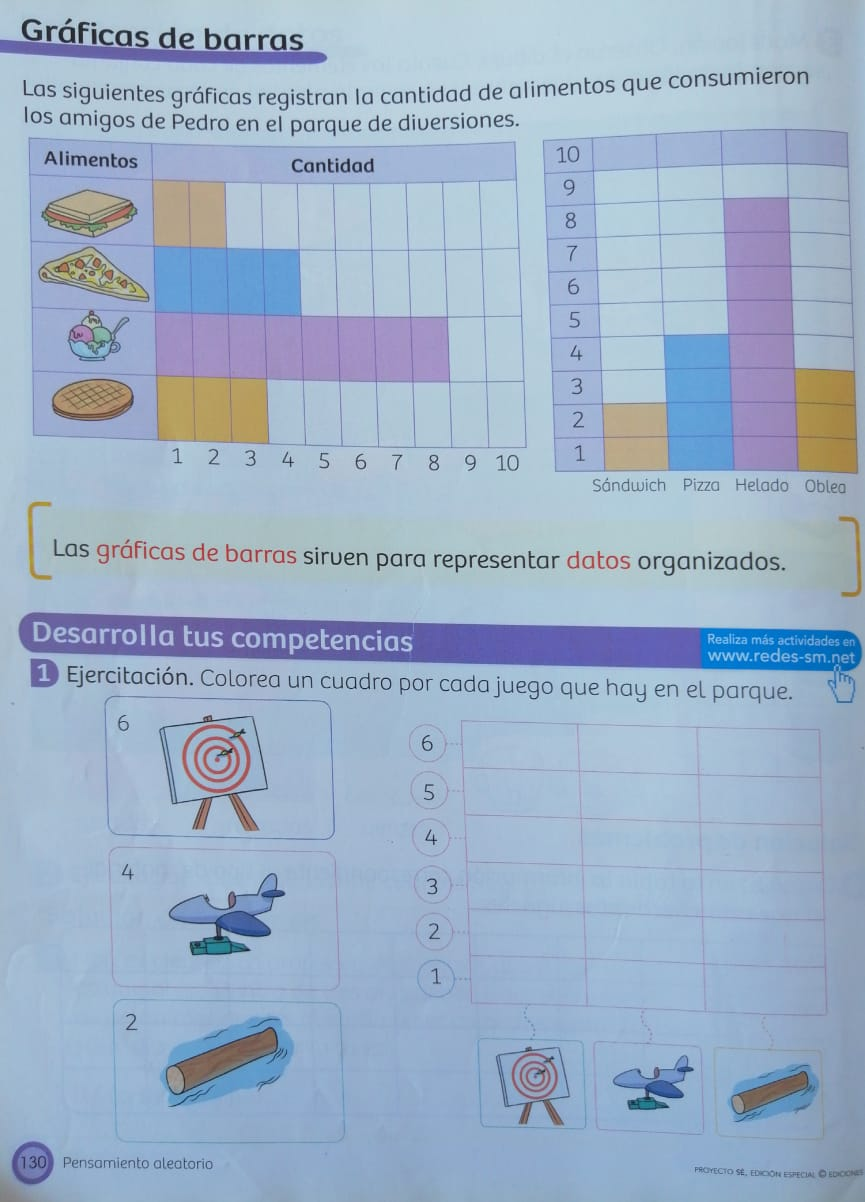 Gráficas de barras
Las siguientes gráficas registran la cantidad de alimentos que consumieron
los amigos de Pedro en el parque de diversiones.
Alimentos Cantidad
1 2 3 4 5 6 7 8 9 10
10
9
8
7
6
5
4
3
2
1
Sándwich Pizza Helado Oblea
Las gráficas de barras sirven para representar datos organizados.
Desarrolla tus competencias
Realiza más actividades en
www.redes-sm.net
1 Ejercitación. Colorea un cuadro por cada juego que hay en el parque.
6
4
2
6
5
4
3
2
1
130 Pensamiento aleatorio
PROYECTO SÉ, EDICIÓN ESPECIAL © EDICIONES